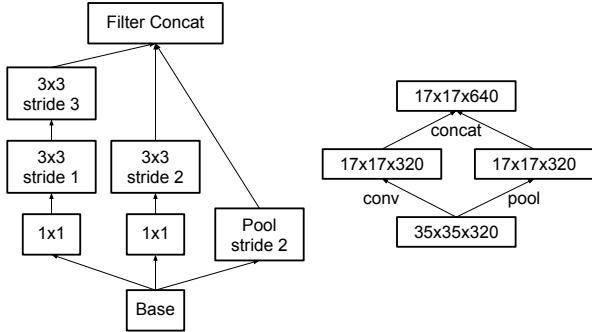 Filter Concat
3x3
stride 3
3x3
stride 1
3x3
stride 2
1x1
1x1
Pool
stride 2
Base
17x17x640
concat
17x17x320
17x17x320
conv
pool
35x35x320